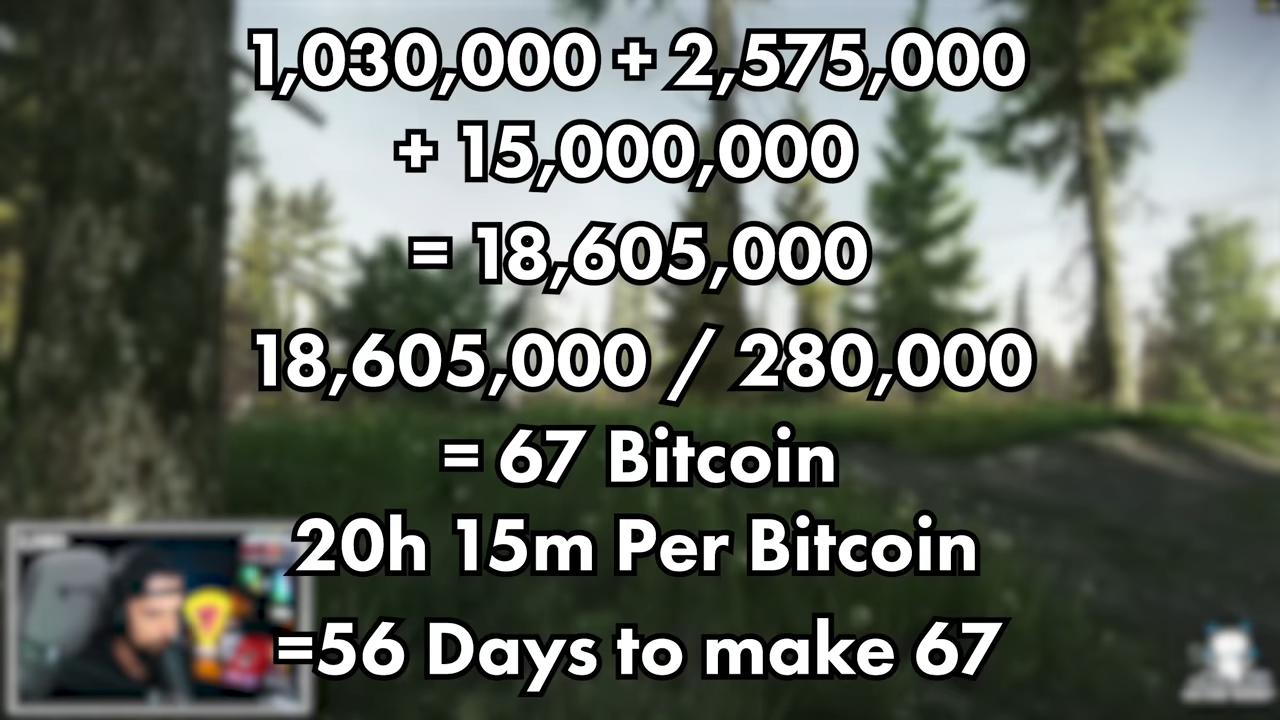 1,030,000 + 2,575,000
+ 15,000,000
= 18,605,000
18,605,000 / 280,000
= 67 Bitcoin
20h 15m Per Bitcoin
=56 Days to make 67